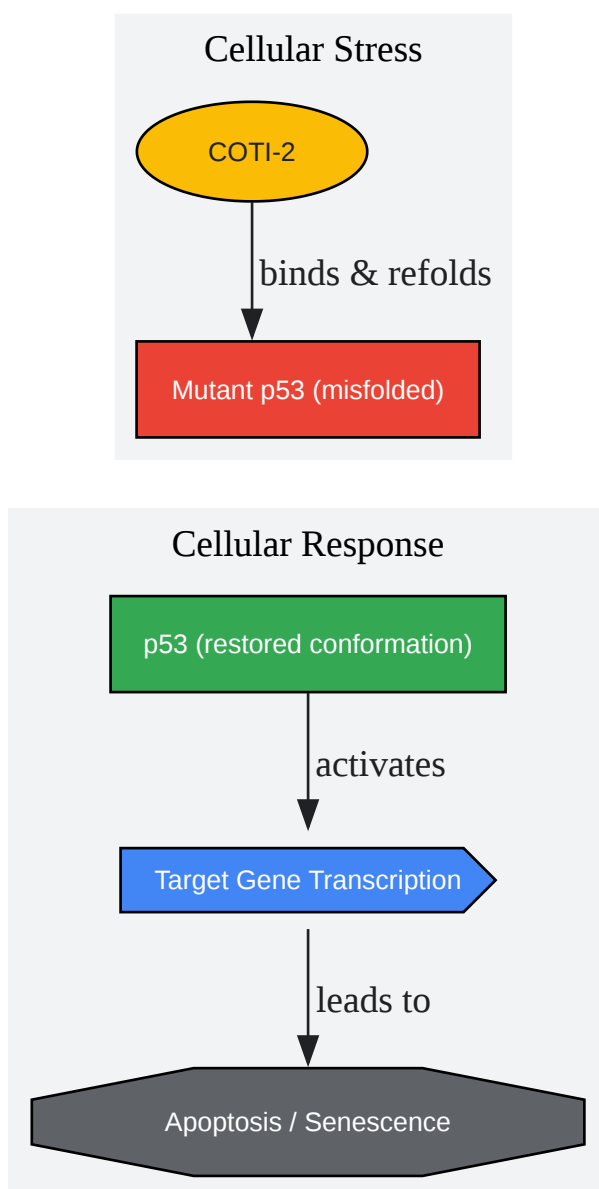 Cellular Stress
COTI-2
binds & refolds
Mutant p53 (misfolded)
Cellular Response
p53 (restored conformation)
activates
Target Gene Transcription
leads to
Apoptosis / Senescence